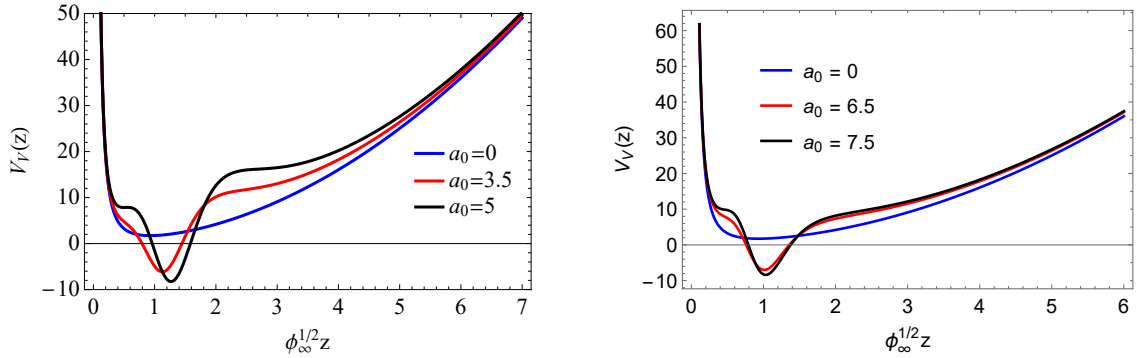 50
40
30
20
10
0
−10
V_V(z)
a₀=0
a₀=3.5
a₀=5
0 1 2 3 4 5 6 7
ϕ_∞^{1/2} z
60
50
40
30
20
10
0
−10
V_V(z)
a₀ = 0
a₀ = 6.5
a₀ = 7.5
0 1 2 3 4 5 6
ϕ_∞^{1/2} z